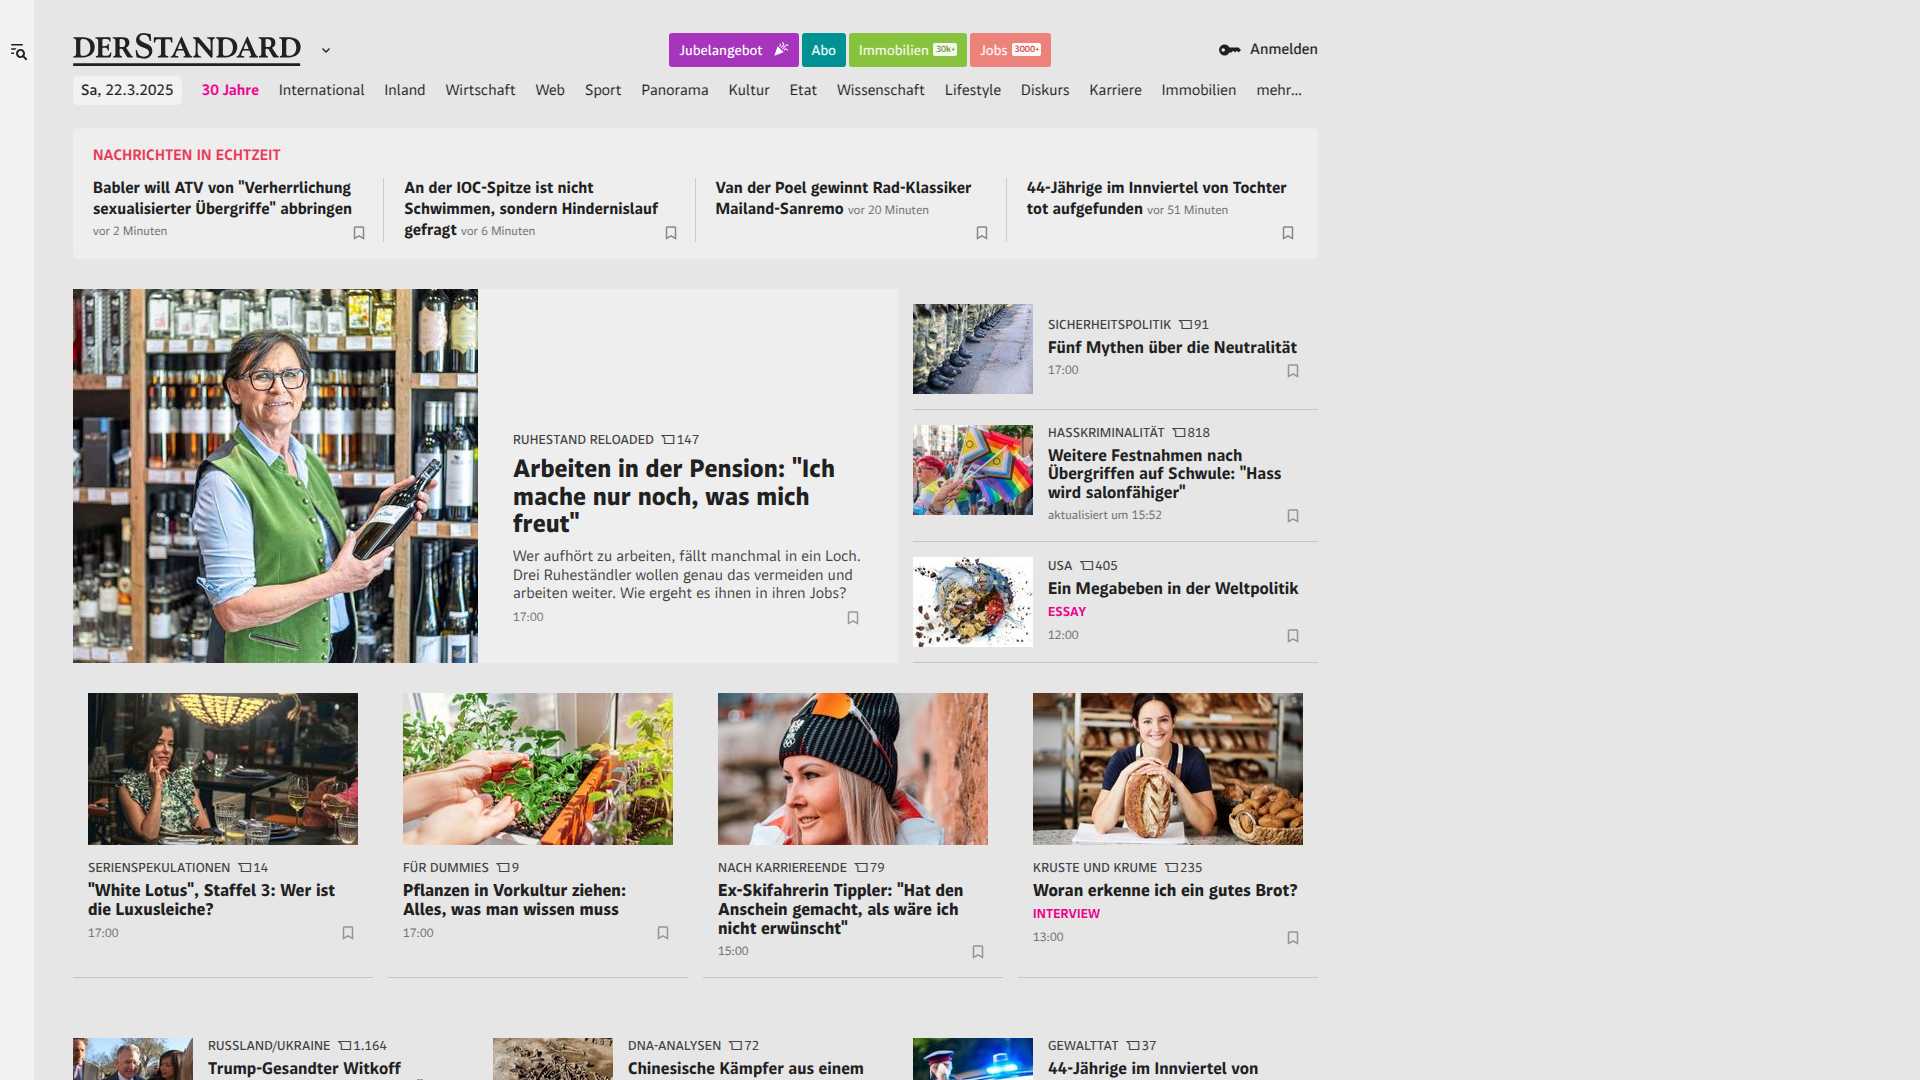 DERSTANDARD
Jubelangebot
Abo
Immobilien 30k+
Jobs 3000+
Anmelden
Sa, 22.3.2025
30 Jahre
International
Inland
Wirtschaft
Web
Sport
Panorama
Kultur
Etat
Wissenschaft
Lifestyle
Diskurs
Karriere
Immobilien
mehr...
NACHRICHTEN IN ECHTZEIT
Babler will ATV von "Verherrlichung
sexualisierter Übergriffe" abbringen
vor 2 Minuten
An der IOC-Spitze ist nicht
Schwimmen, sondern Hindernislauf
gefragt vor 6 Minuten
Van der Poel gewinnt Rad-Klassiker
Mailand-Sanremo vor 20 Minuten
44-Jährige im Innviertel von Tochter
tot aufgefunden vor 51 Minuten
RUHESTAND RELOADED 147
Arbeiten in der Pension: "Ich
mache nur noch, was mich
freut"
Wer aufhört zu arbeiten, fällt manchmal in ein Loch.
Drei Ruheständler wollen genau das vermeiden und
arbeiten weiter. Wie ergeht es ihnen in ihren Jobs?
17:00
SICHERHEITSPOLITIK 91
Fünf Mythen über die Neutralität
17:00
HASSKRIMINALITÄT 818
Weitere Festnahmen nach
Übergriffen auf Schwule: "Hass
wird salonfähiger"
aktualisiert um 15:52
USA 405
Ein Megabeben in der Weltpolitik
ESSAY
12:00
SERIENSPEKULATIONEN 14
"White Lotus", Staffel 3: Wer ist
die Luxusleiche?
17:00
FÜR DUMMIES 9
Pflanzen in Vorkultur ziehen:
Alles, was man wissen muss
17:00
NACH KARRIEREENDE 79
Ex-Skifahrerin Tippler: "Hat den
Anschein gemacht, als wäre ich
nicht erwünscht"
15:00
KRUSTE UND KRUME 235
Woran erkenne ich ein gutes Brot?
INTERVIEW
13:00
RUSSLAND/UKRAINE 1.164
Trump-Gesandter Witkoff
DNA-ANALYSEN 72
Chinesische Kämpfer aus einem
GEWALTTAT 37
44-Jährige im Innviertel von